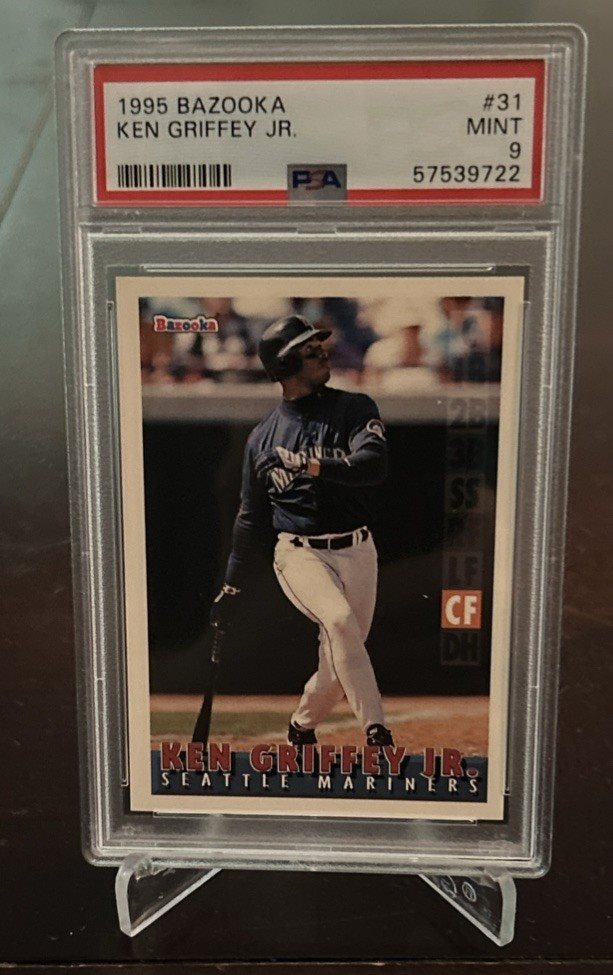 1995 BAZOOKA #31
KEN GRIFFEY JR. MINT
9
PSA 57539722
Bazooka
2B
SS
LF
CF
DH
KEN GRIFFEY JR.
SEATTLE MARINERS